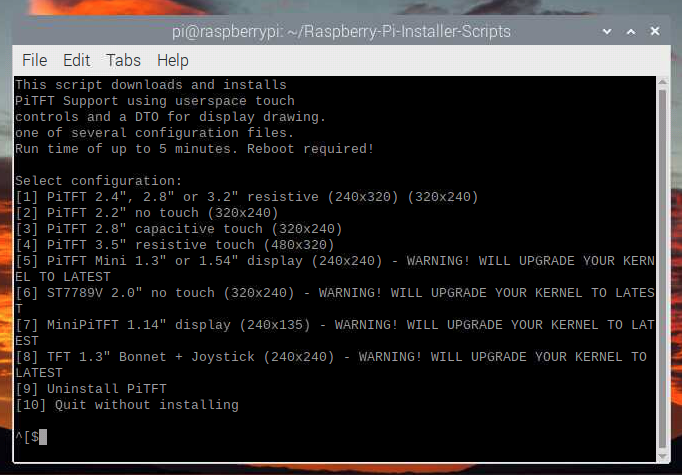 pi@raspberrypi: ~/Raspberry-Pi-Installer-Scripts
File Edit Tabs Help
This script downloads and installs
PiTFT Support using userspace touch
controls and a DTO for display drawing.
one of several configuration files.
Run time of up to 5 minutes. Reboot required!
Select configuration:
[1] PiTFT 2.4", 2.8" or 3.2" resistive (240x320) (320x240)
[2] PiTFT 2.2" no touch (320x240)
[3] PiTFT 2.8" capacitive touch (320x240)
[4] PiTFT 3.5" resistive touch (480x320)
[5] PiTFT Mini 1.3" or 1.54" display (240x240) - WARNING! WILL UPGRADE YOUR KERN
EL TO LATEST
[6] ST7789V 2.0" no touch (320x240) - WARNING! WILL UPGRADE YOUR KERNEL TO LATES
T
[7] MiniPiTFT 1.14" display (240x135) - WARNING! WILL UPGRADE YOUR KERNEL TO LAT
EST
[8] TFT 1.3" Bonnet + Joystick (240x240) - WARNING! WILL UPGRADE YOUR KERNEL TO
LATEST
[9] Uninstall PiTFT
[10] Quit without installing
^[$